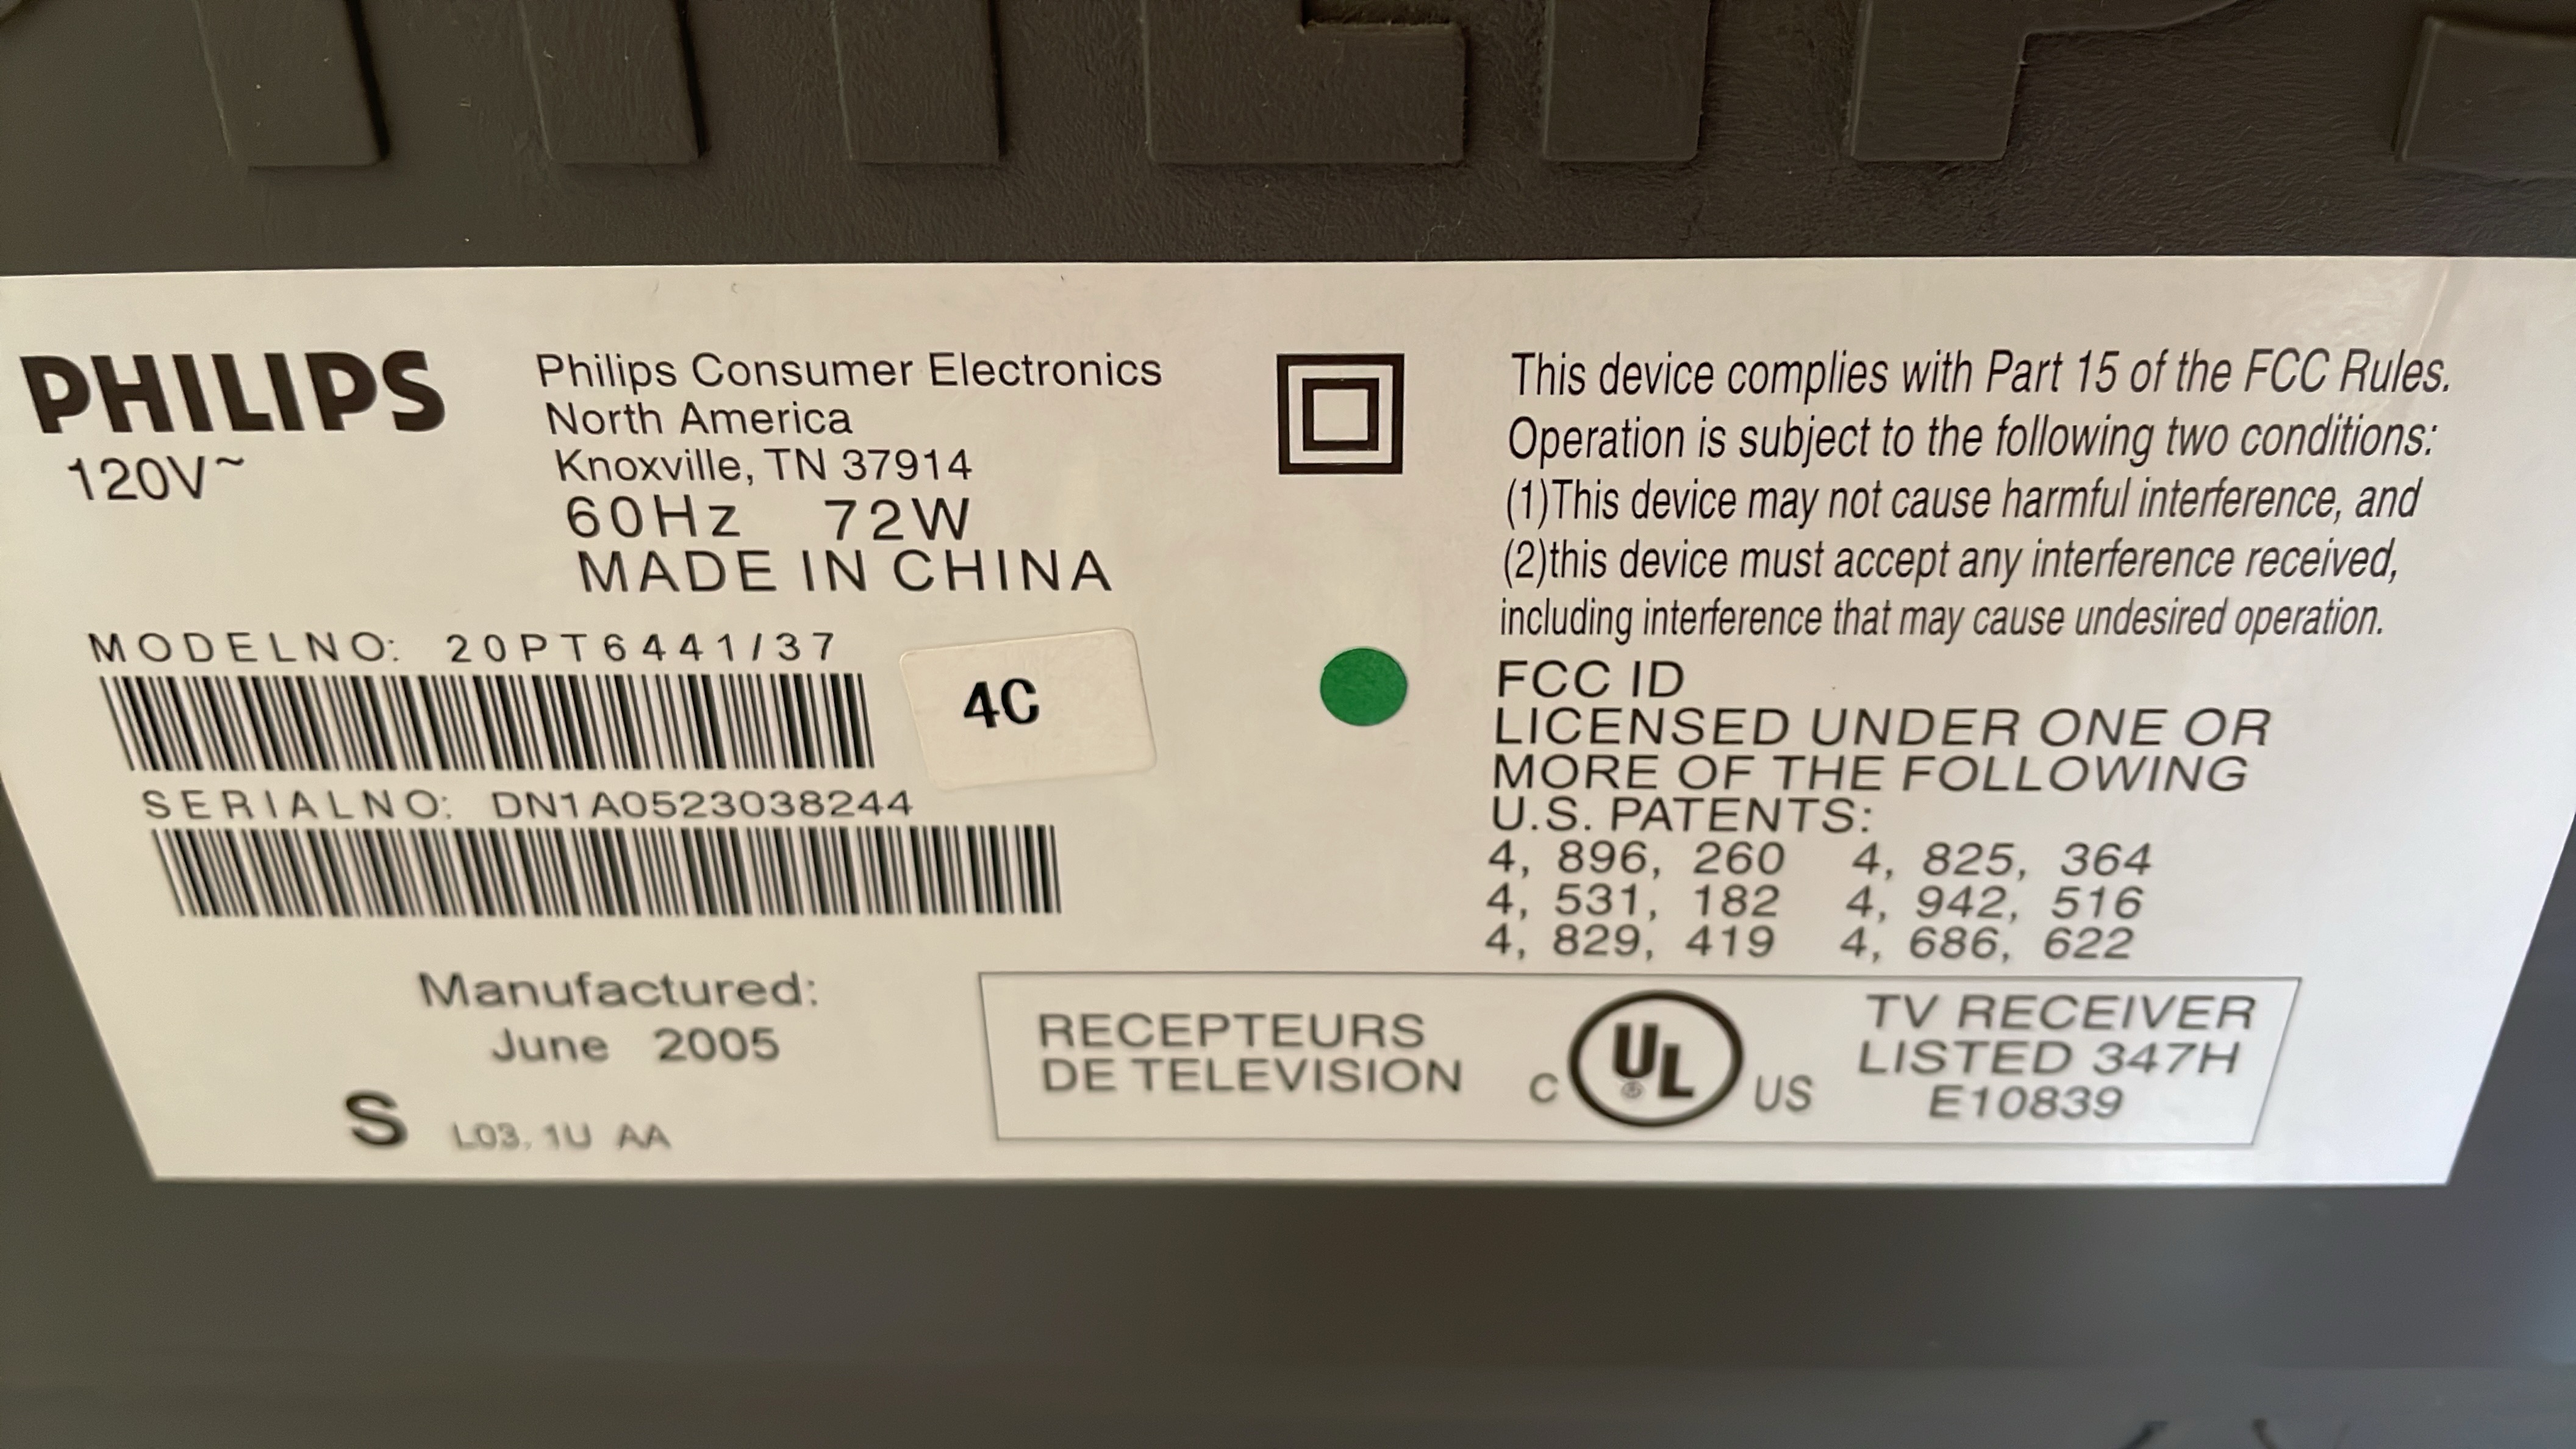 PHILIPS
120V~
Philips Consumer Electronics
North America
Knoxville, TN 37914
60Hz 72W
MADE IN CHINA
MODELNO: 20PT6441/37
4C
SERIALNO: DN1A0523038244
Manufactured:
June 2005
S L03.1U AA
This device complies with Part 15 of the FCC Rules.
Operation is subject to the following two conditions:
(1)This device may not cause harmful interference, and
(2)this device must accept any interference received,
including interference that may cause undesired operation.
FCC ID
LICENSED UNDER ONE OR
MORE OF THE FOLLOWING
U.S. PATENTS:
4, 896, 260 4, 825, 364
4, 531, 182 4, 942, 516
4, 829, 419 4, 686, 622
RECEPTEURS
DE TELEVISION
C UL® US
TV RECEIVER
LISTED 347H
E10839